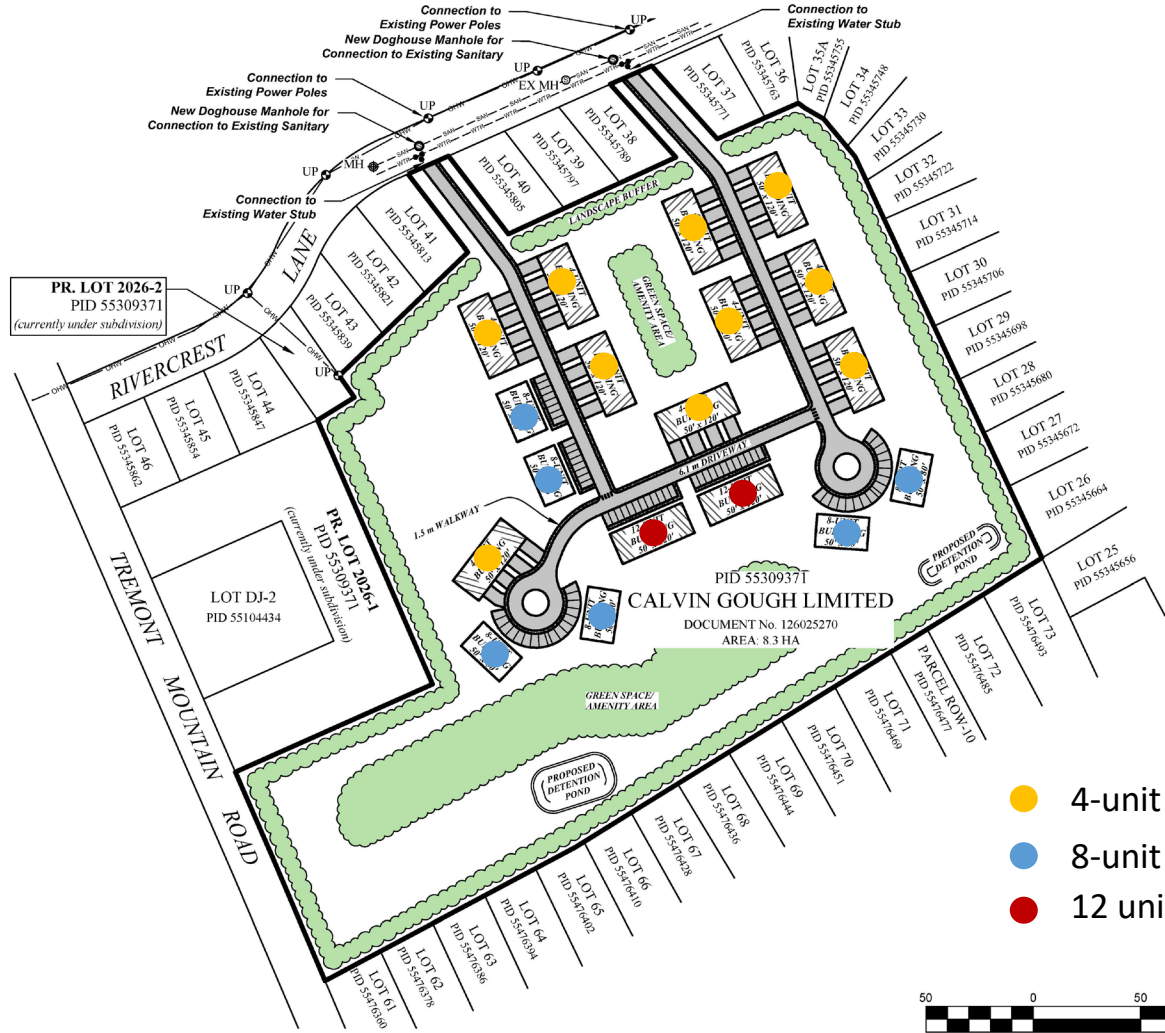 Connection to
Existing Power Poles
New Doghouse Manhole for
Connection to Existing Sanitary
Connection to
Existing Water Stub
Connection to
Existing Power Poles
New Doghouse Manhole for
Connection to Existing Sanitary
Connection to
Existing Water Stub
UP
UP
UP
UP
UP
UP
EX MH
MH
OHW
SAN
WTR
RIVERCREST
LANE
PR. LOT 2026-2
PID 55309371
(currently under subdivision)
LOT 37
PID 55345771
LOT 36
PID 55345763
LOT 35A
PID 55345755
LOT 34
PID 55345748
LOT 33
PID 55345730
LOT 32
PID 55345722
LOT 31
PID 55345714
LOT 30
PID 55345706
LOT 29
PID 55345698
LOT 28
PID 55345680
LOT 27
PID 55345672
LOT 26
PID 55345664
LOT 25
PID 55345656
LOT 38
PID 55345789
LOT 39
PID 55345797
LOT 40
PID 55345805
LOT 41
PID 55345813
LOT 42
PID 55345821
LOT 43
PID 55345839
LOT 44
PID 55345847
LOT 45
PID 55345854
LOT 46
PID 55345862
LANDSCAPE BUFFER
GREEN SPACE/
AMENITY AREA
6.1 m DRIVEWAY
1.5 m WALKWAY
PR. LOT 2026-1
PID 55309371
(currently under subdivision)
LOT DJ-2
PID 55104434
TREMONT MOUNTAIN ROAD
PID 55309371
CALVIN GOUGH LIMITED
DOCUMENT No. 126025270
AREA: 8.3 HA
PROPOSED
DETENTION
POND
GREEN SPACE/
AMENITY AREA
PROPOSED
DETENTION
POND
LOT 73
PID 55476493
LOT 72
PID 55476485
PARCEL ROW-10
PID 55476477
LOT 71
PID 55476469
LOT 70
PID 55476451
LOT 69
PID 55476444
LOT 68
PID 55476436
LOT 67
PID 55476428
LOT 66
PID 55476410
LOT 65
PID 55476402
LOT 64
PID 55476394
LOT 63
PID 55476386
LOT 62
PID 55476378
LOT 61
PID 55476360
4-unit
8-unit
12 uni
50 0 50